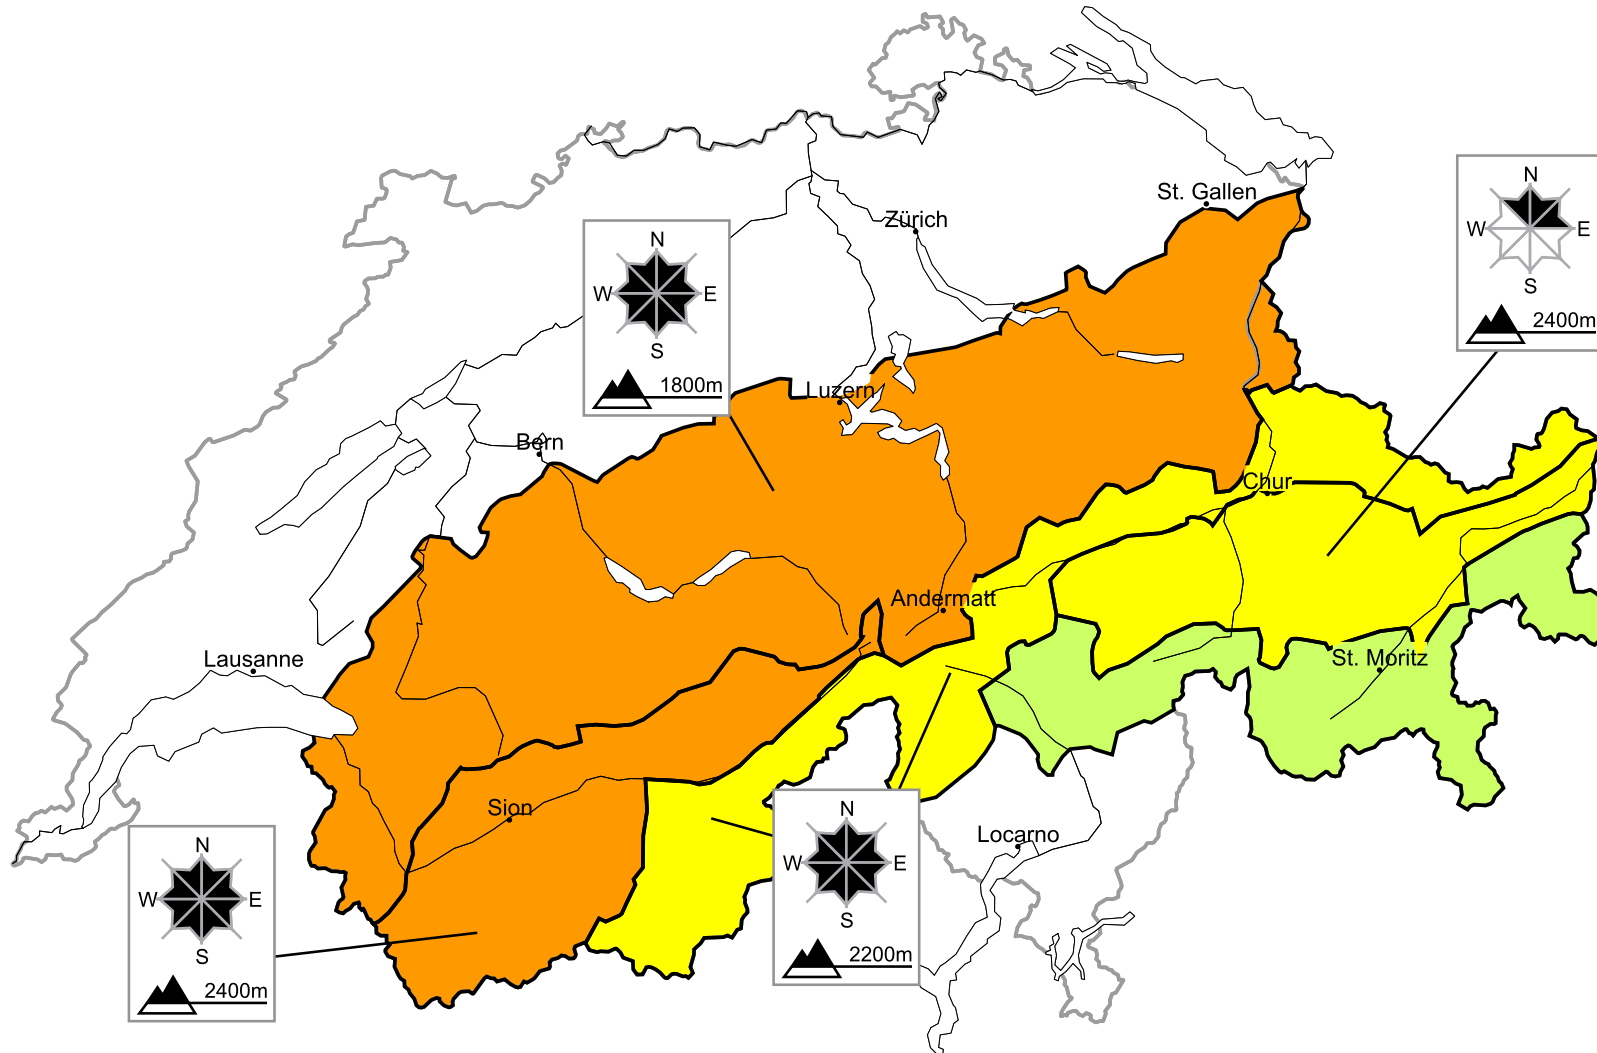 St. Gallen
Zürich
N
W E
S
2400m
N
W E
S
1800m
Luzern
Bern
Chur
Andermatt
Lausanne
St. Moritz
Sion
Locarno
N
W E
S
2200m
N
W E
S
2400m